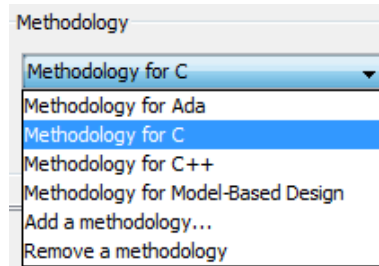 Methodology
Methodology for C
Methodology for Ada
Methodology for C
Methodology for C++
Methodology for Model-Based Design
Add a methodology...
Remove a methodology